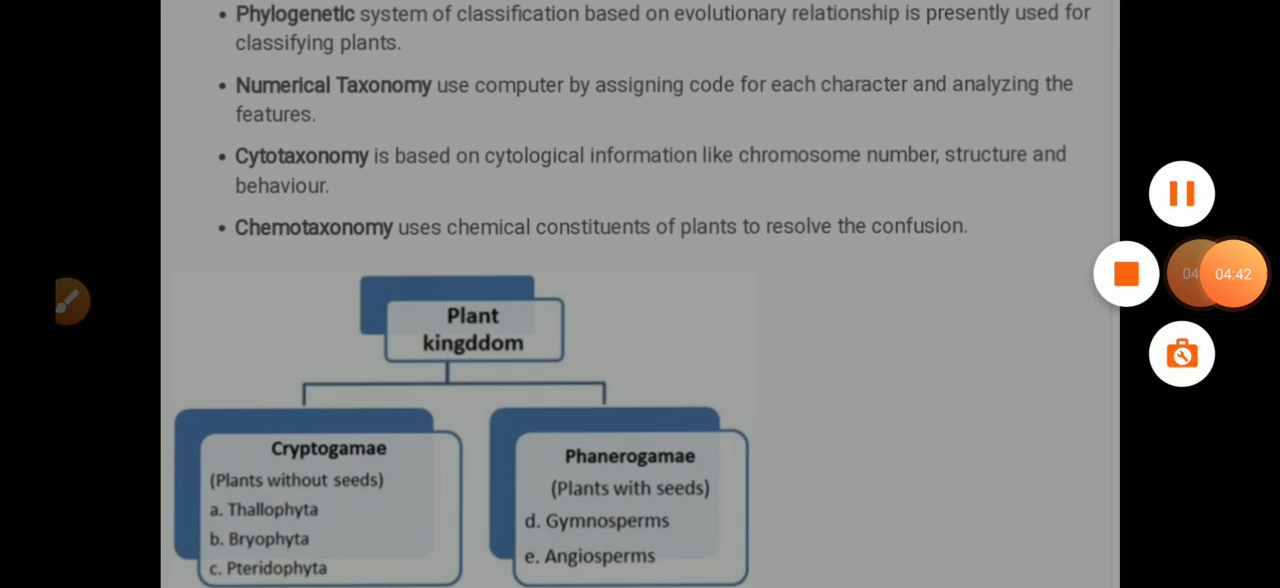 • Phylogenetic system of classification based on evolutionary relationship is presently used for
classifying plants.
• Numerical Taxonomy use computer by assigning code for each character and analyzing the
features.
• Cytotaxonomy is based on cytological information like chromosome number, structure and
behaviour.
• Chemotaxonomy uses chemical constituents of plants to resolve the confusion.
04
04:42
Plant
kingddom
Cryptogamae
(Plants without seeds)
a. Thallophyta
b. Bryophyta
c. Pteridophyta
Phanerogamae
(Plants with seeds)
d. Gymnosperms
e. Angiosperms